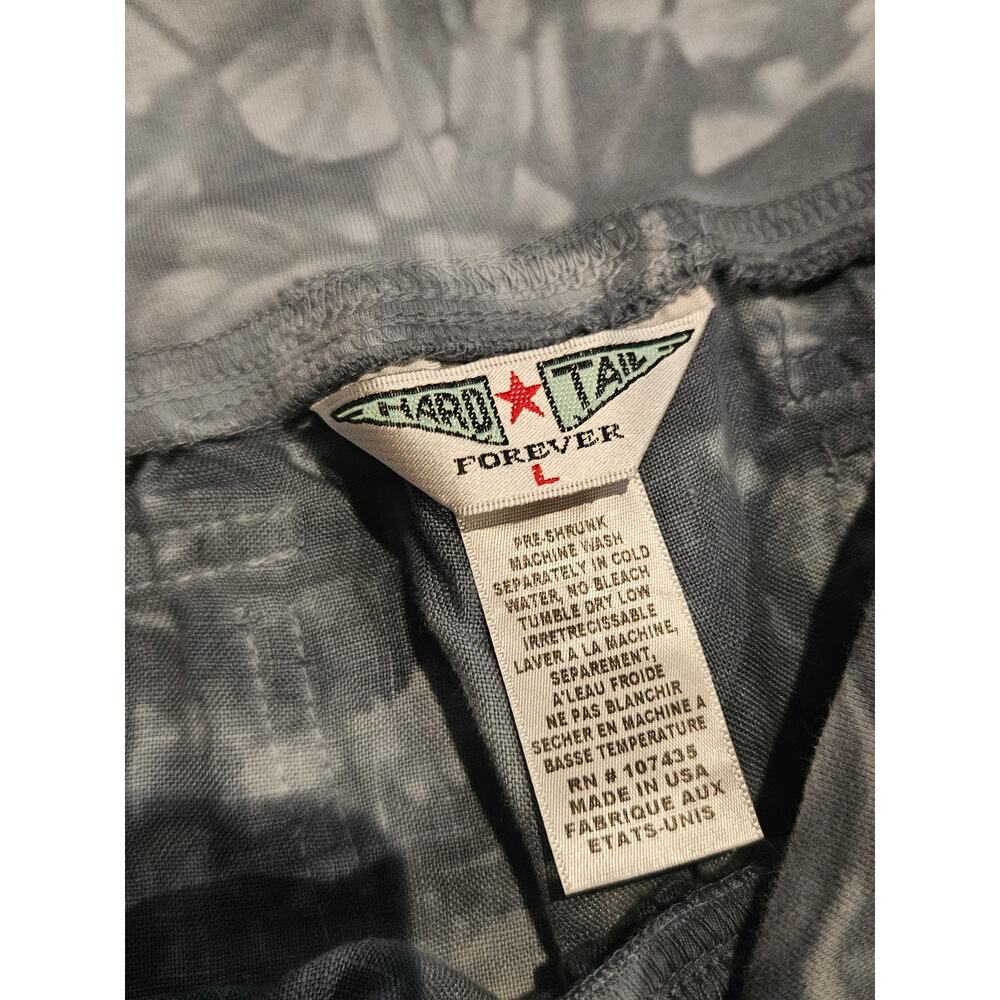 HARD TAIL
FOREVER
L
PRE-SHRUNK
MACHINE WASH
SEPARATELY IN COLD
WATER, NO BLEACH
TUMBLE DRY LOW
IRRETRECISSABLE
LAVER A LA MACHINE,
SEPAREMENT,
A'LEAU FROIDE
NE PAS BLANCHIR
SECHER EN MACHINE A
BASSE TEMPERATURE
RN # 107435
MADE IN USA
FABRIQUE AUX
ETATS-UNIS